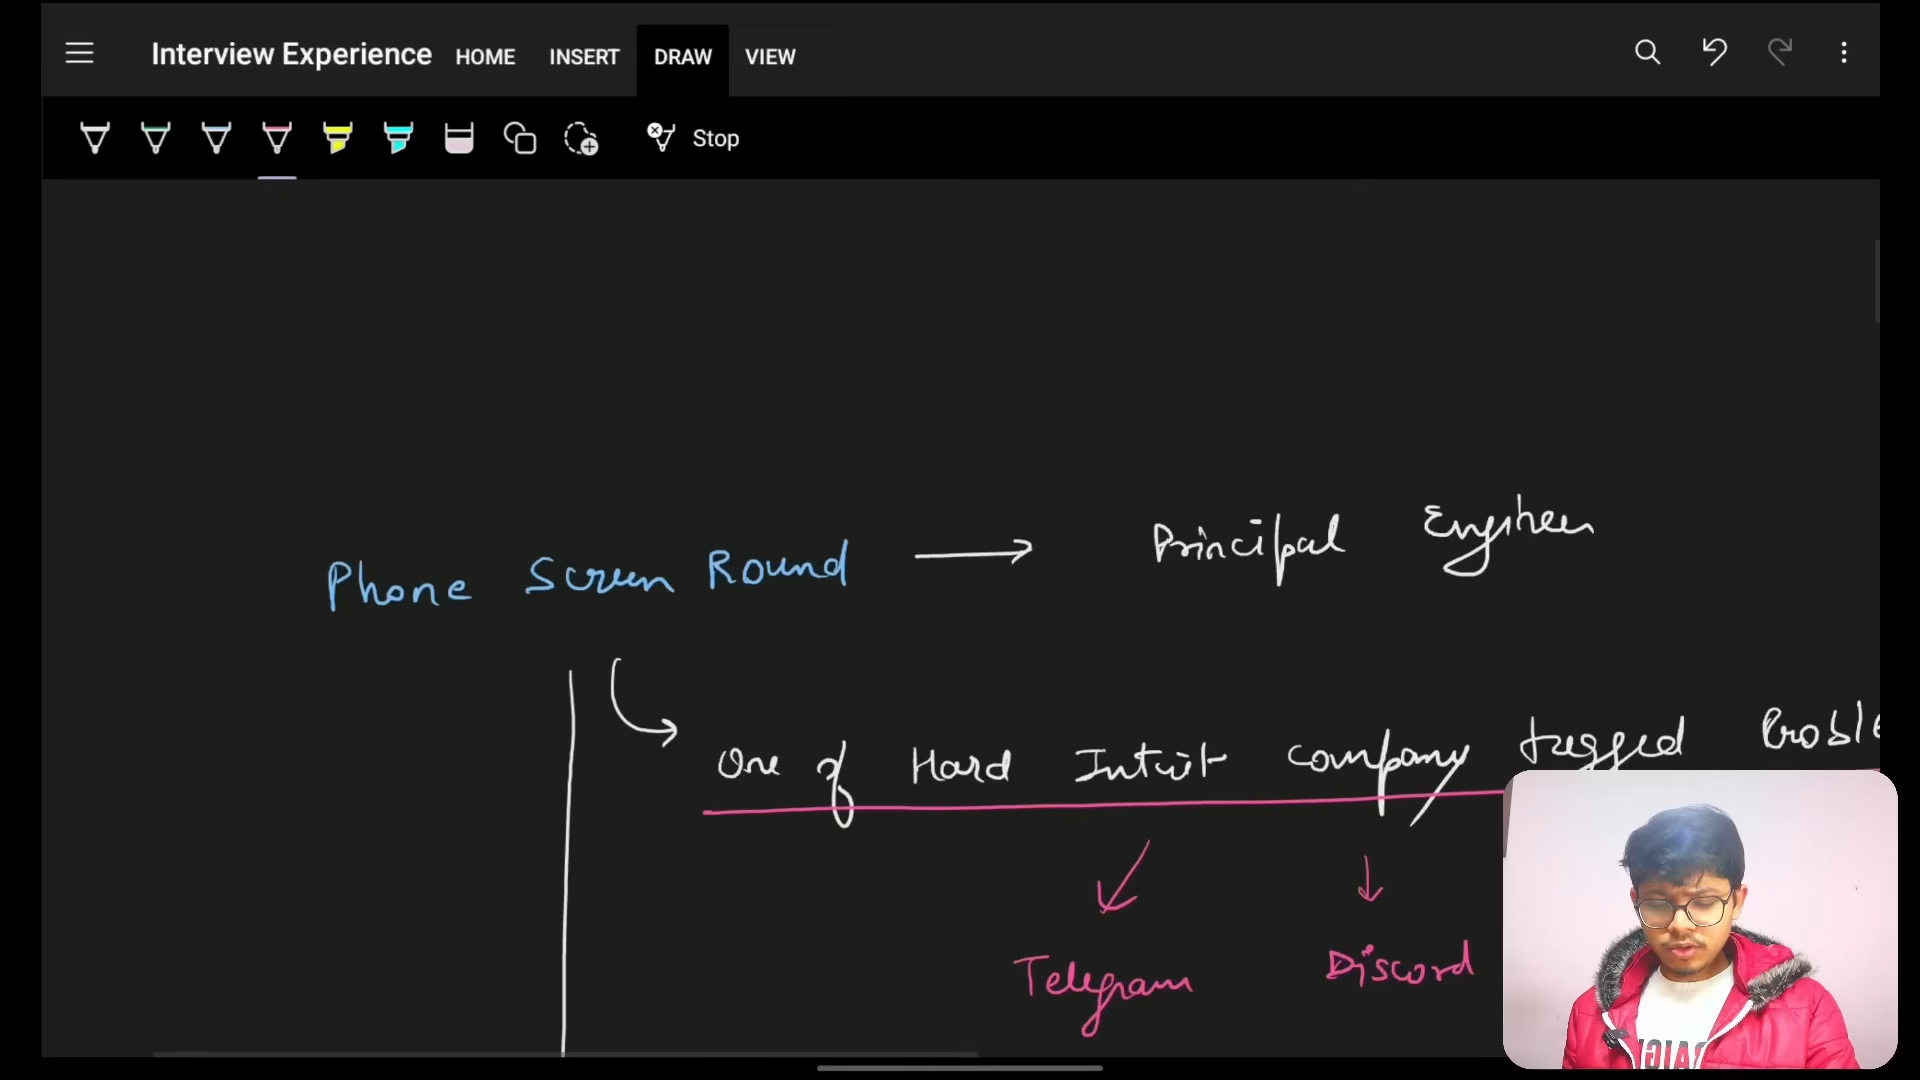 Interview Experience HOME INSERT DRAW VIEW
Stop
Phone Screen Round → Principal Engineer
One of Hard Intuit company tagged Proble
Telegram Discord